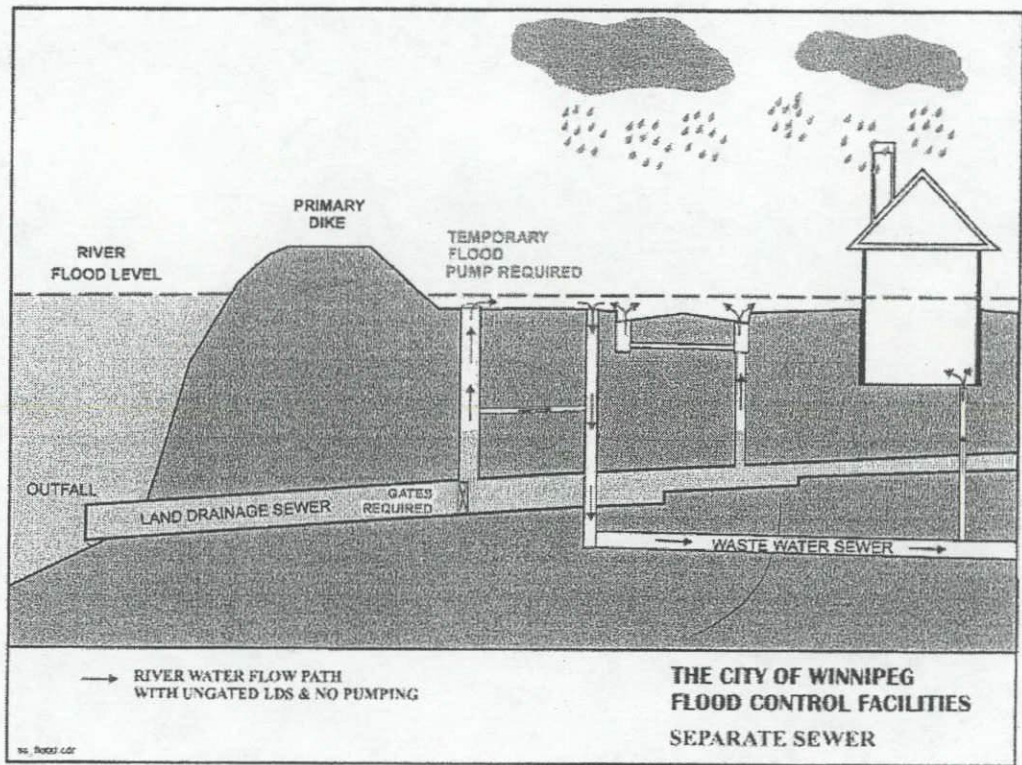 PRIMARY
DIKE
RIVER
FLOOD LEVEL
TEMPORARY
FLOOD
PUMP REQUIRED
OUTFALL
LAND DRAINAGE SEWER
GATES
REQUIRED
WASTE WATER SEWER
RIVER WATER FLOW PATH
WITH UNGATED LDS & NO PUMPING
THE CITY OF WINNIPEG
FLOOD CONTROL FACILITIES
SEPARATE SEWER